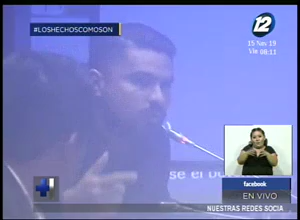 #LOSHECHOSCOMOSON
12
15 Nov 19
Vie 08:11
se el
facebook
EN VIVO
NUESTRAS REDES SOCIA